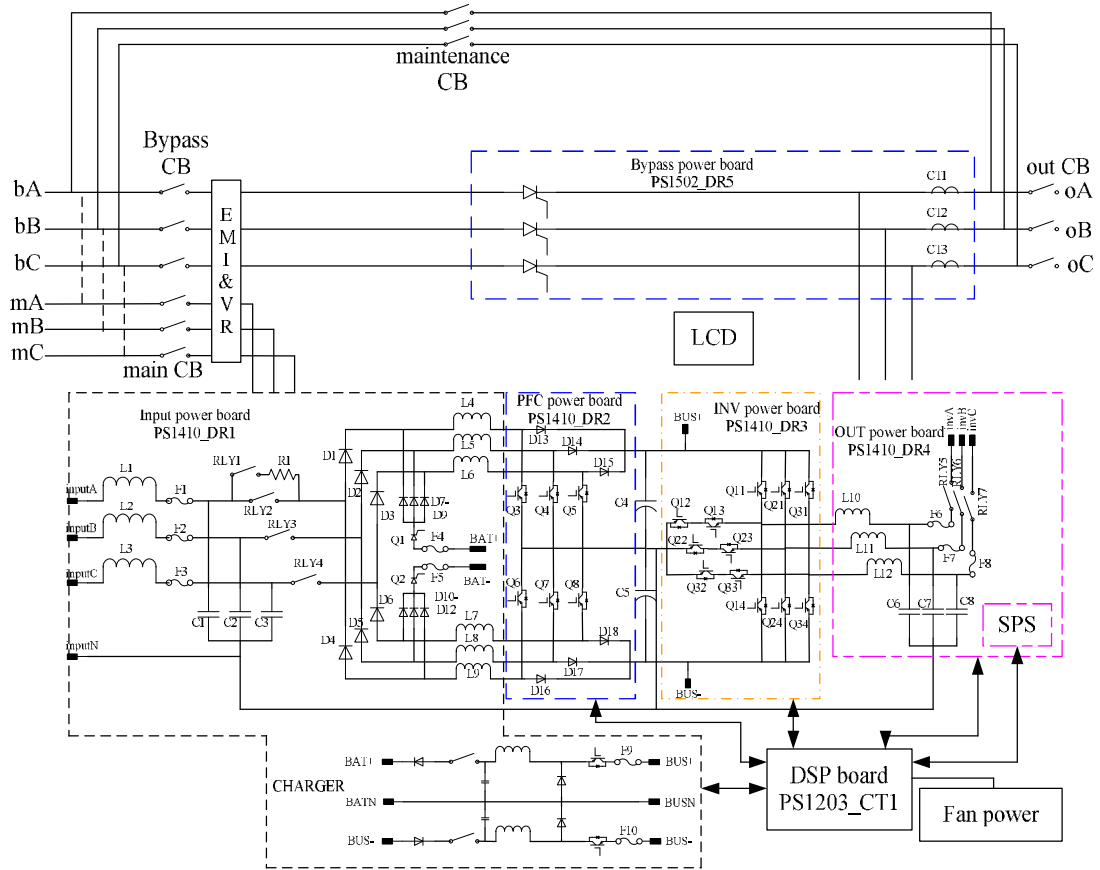 maintenance
CB
Bypass
CB
Bypass power board
PS1502_DR5
out CB
bA
bB
bC
mA
mB
mC
main CB
E
M
I
&
V
R
CT1
CT2
CT3
oA
oB
oC
LCD
Input power board
PS1410_DR1
PFC power board
PS1410_DR2
INV power board
PS1410_DR3
OUT power board
PS1410_DR4
invA
invB
invC
BUS+
L1
L2
L3
inputA
inputB
inputC
inputN
F1
F2
F3
RLY1
R1
RLY2
RLY3
RLY4
C1
C2
C3
D1
D2
D3
D4
D5
D6
L4
L5
L6
D7-
D9
Q1
F4
BAT+
F5
BAT-
Q2
D10-
D12
L7
L8
L9
D13
D14
D15
Q3
Q4
Q5
Q6
Q7
Q8
D16
D17
D18
C4
C5
Q11
Q21
Q31
Q12
Q13
Q22
Q23
Q32
Q33
Q14
Q24
Q34
BUS-
L10
L11
L12
RLY5
RLY6
RLY7
F6
F7
F8
C6
C7
C8
SPS
CHARGER
BAT+
BATN
BUS-
F9
F10
BUS+
BUSN
BUS-
DSP board
PS1203_CT1
Fan power